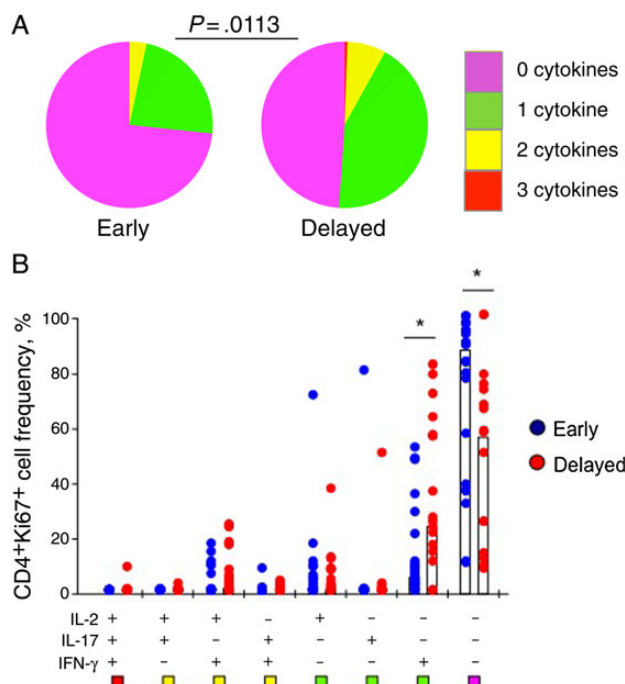 A
P = .0113
Early
Delayed
0 cytokines
1 cytokine
2 cytokines
3 cytokines
B
CD4+Ki67+ cell frequency, %
100
80
60
40
20
0
*
*
Early
Delayed
IL-2 + + + – + – – –
IL-17 + + – + – + – –
IFN-γ + – + + – – + –